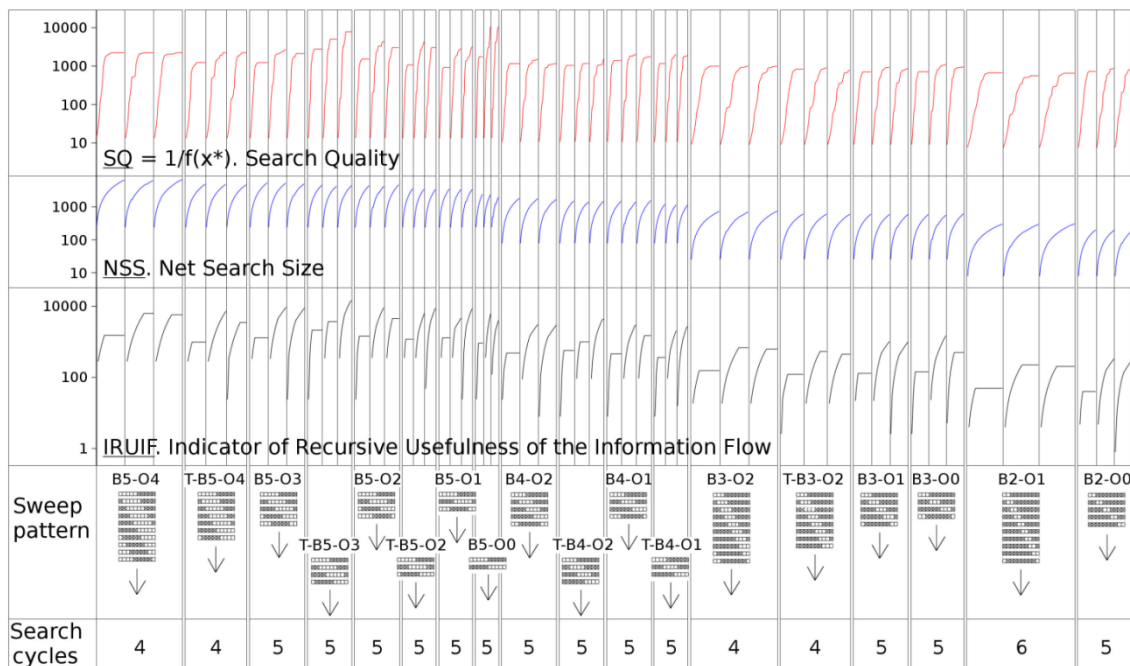 10000
1000
100
10
SQ = 1/f(x*). Search Quality
1000
100
10
NSS. Net Search Size
10000
100
1
IRUIF. Indicator of Recursive Usefulness of the Information Flow
Sweep pattern
B5-O4 T-B5-O4 B5-O3 B5-O2 B5-O1 B4-O2 B4-O1 B3-O2 T-B3-O2 B3-O1 B3-O0 B2-O1 B2-O0
T-B5-O3 T-B5-O2 B5-O0 T-B4-O2 T-B4-O1
Search cycles
4 4 5 5 5 5 5 5 5 5 5 5 4 4 5 5 6 5